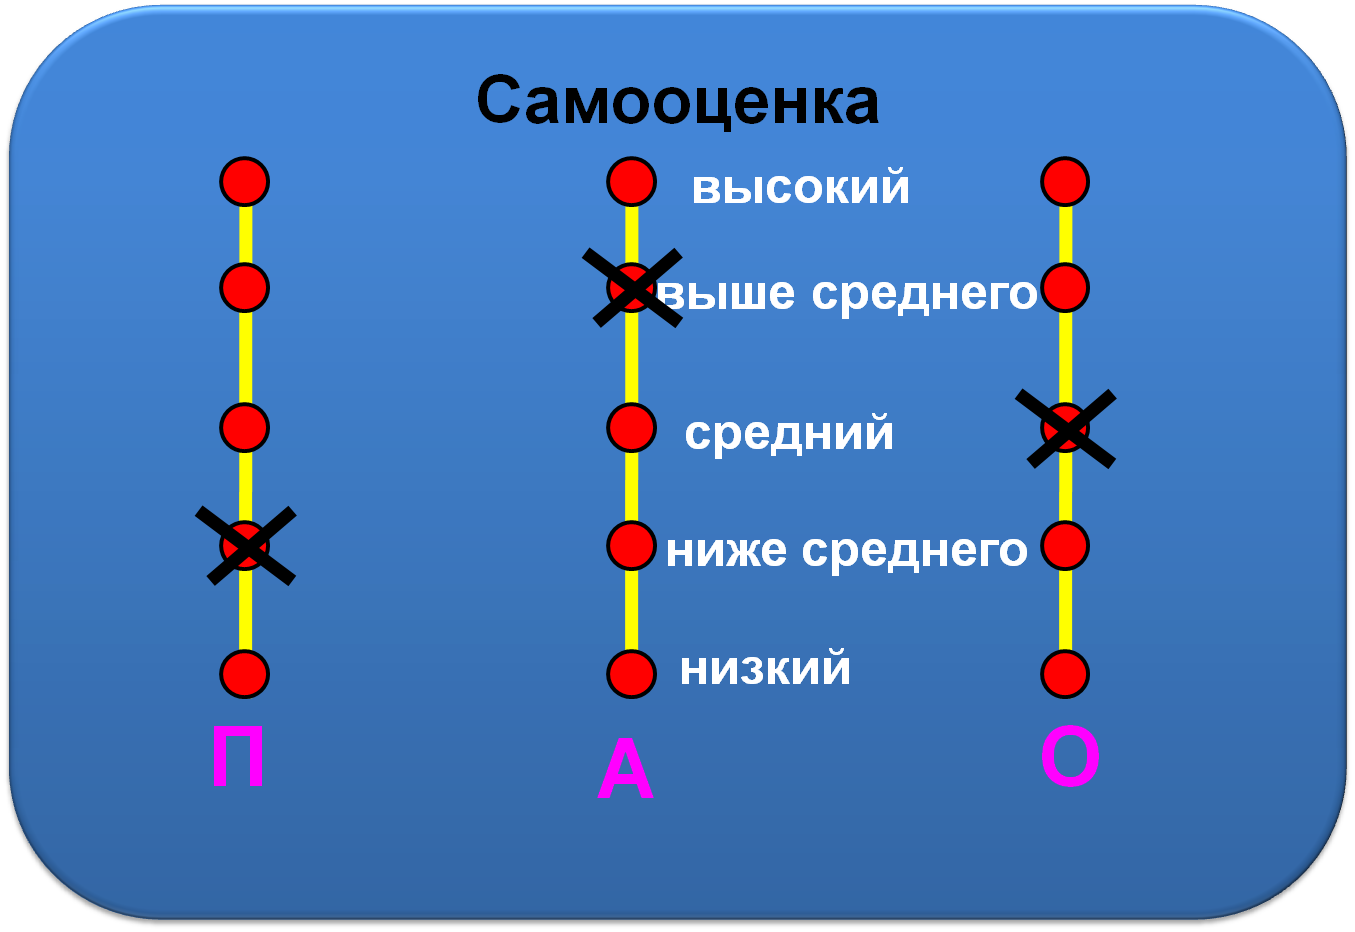 Самооценка
высокий
выше среднего
средний
ниже среднего
низкий
П А О